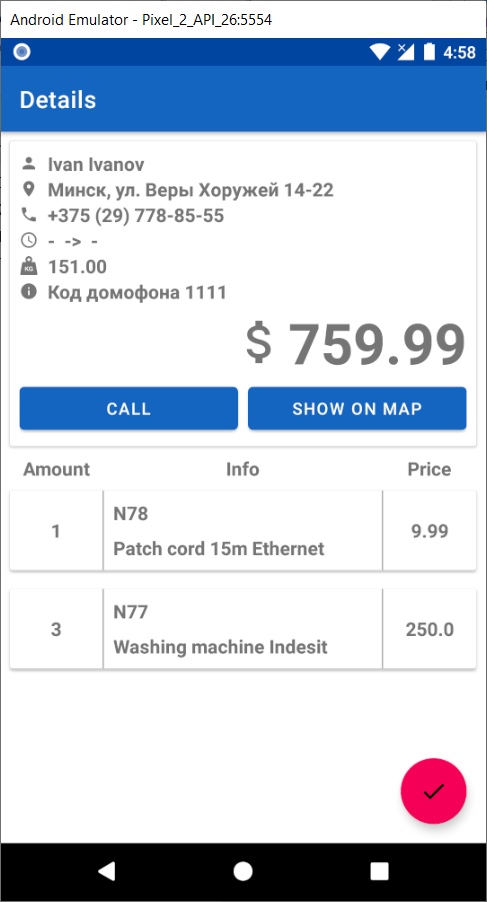 Android Emulator - Pixel_2_API_26:5554
4:58
Details
Ivan Ivanov
Минск, ул. Веры Хоружей 14-22
+375 (29) 778-85-55
- -> -
KG 151.00
Код домофона 1111
$ 759.99
CALL SHOW ON MAP
Amount Info Price
N78
1 9.99
Patch cord 15m Ethernet
N77
3 250.0
Washing machine Indesit